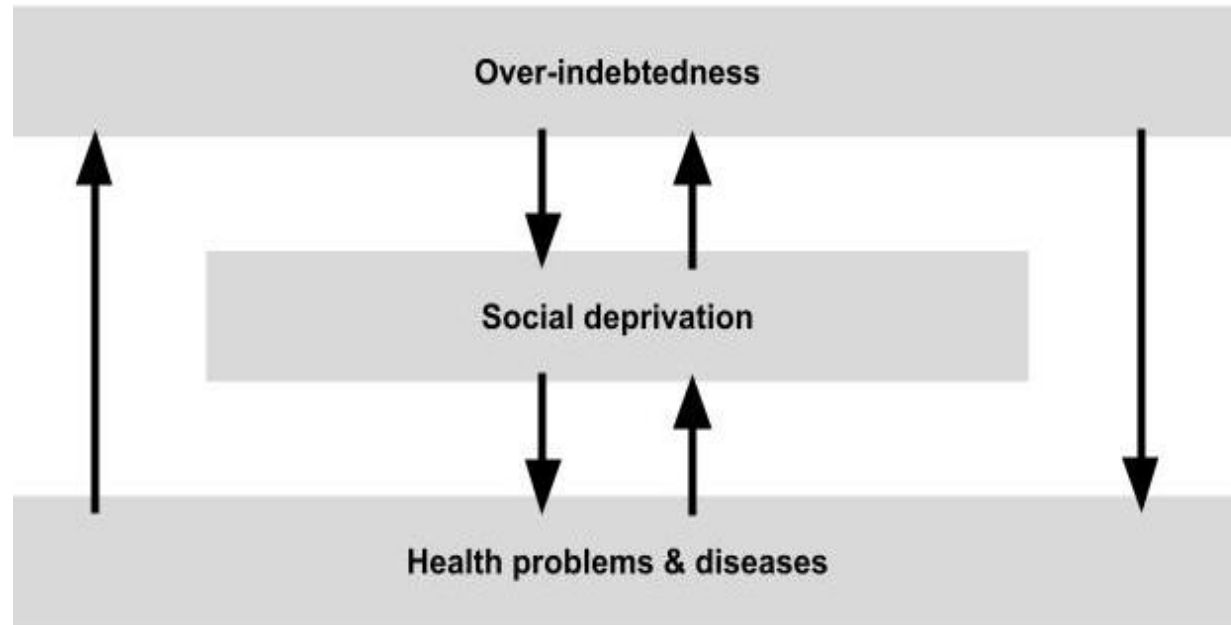 Over-indebtedness
Social deprivation
Health problems & diseases